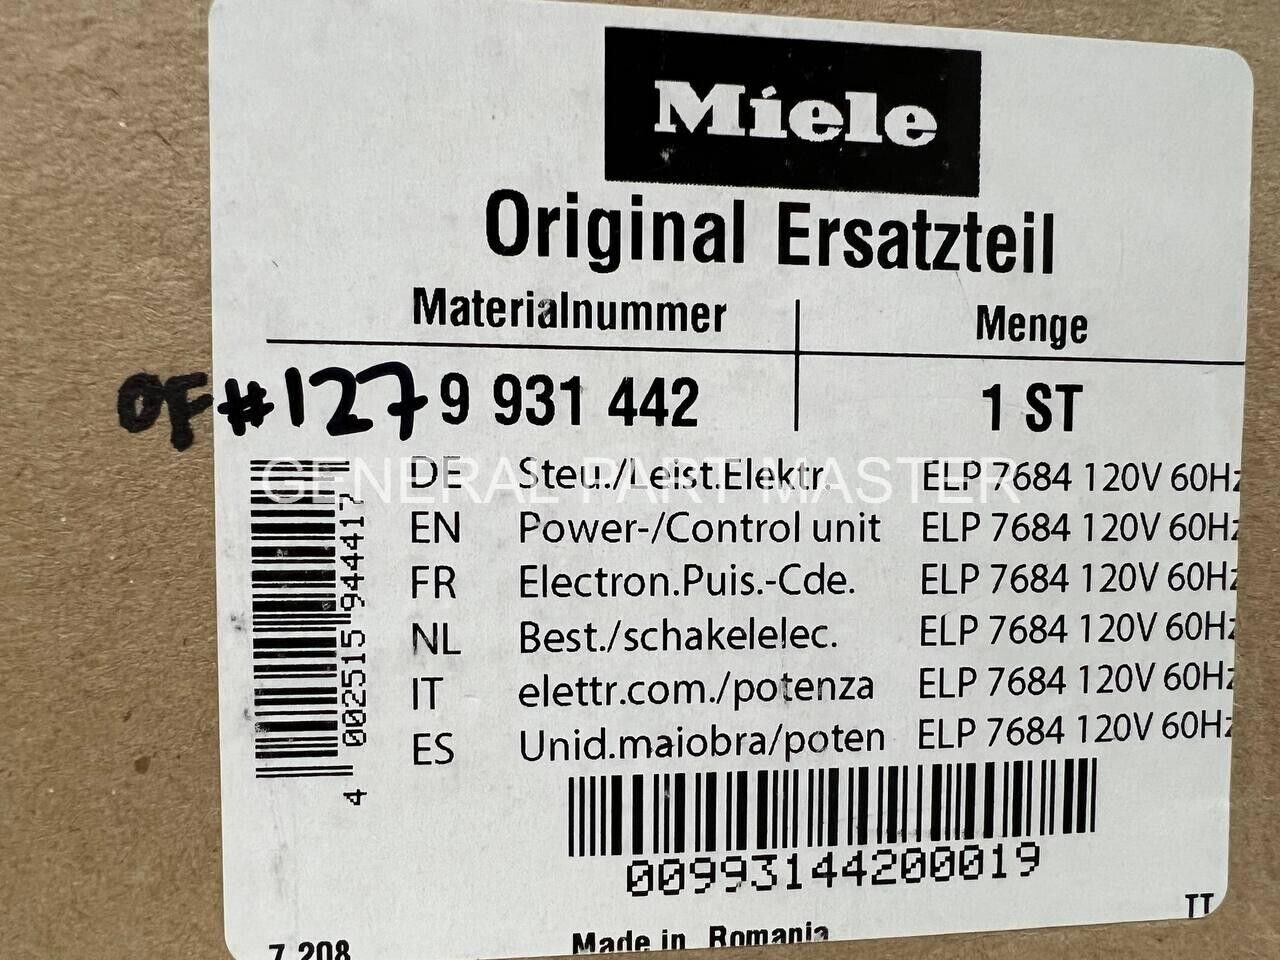 Miele
Original Ersatzteil
Materialnummer Menge
OF#127 9 931 442 1 ST
GENERAL PART MASTER
DE Steu./Leist.Elektr. ELP 7684 120V 60Hz
EN Power-/Control unit ELP 7684 120V 60Hz
FR Electron.Puis.-Cde. ELP 7684 120V 60Hz
NL Best./schakelelec. ELP 7684 120V 60Hz
IT elettr.com./potenza ELP 7684 120V 60Hz
ES Unid.maiobra/poten ELP 7684 120V 60Hz
4 002515 944417
00993144200019
TT
7 208 Made in Romania